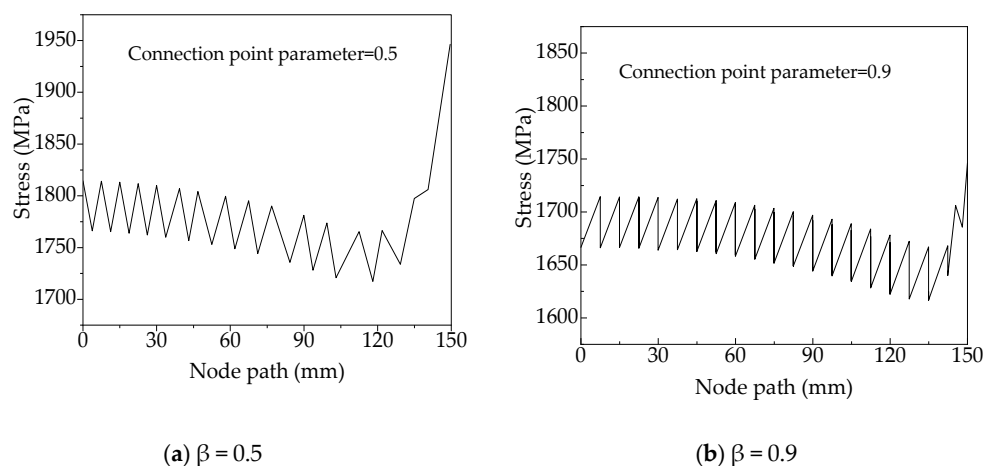 Connection point parameter=0.5
Stress (MPa)
1950
1900
1850
1800
1750
1700
0 30 60 90 120 150
Node path (mm)
(a) β = 0.5
Connection point parameter=0.9
Stress (MPa)
1850
1800
1750
1700
1650
1600
0 30 60 90 120 150
Node path (mm)
(b) β = 0.9